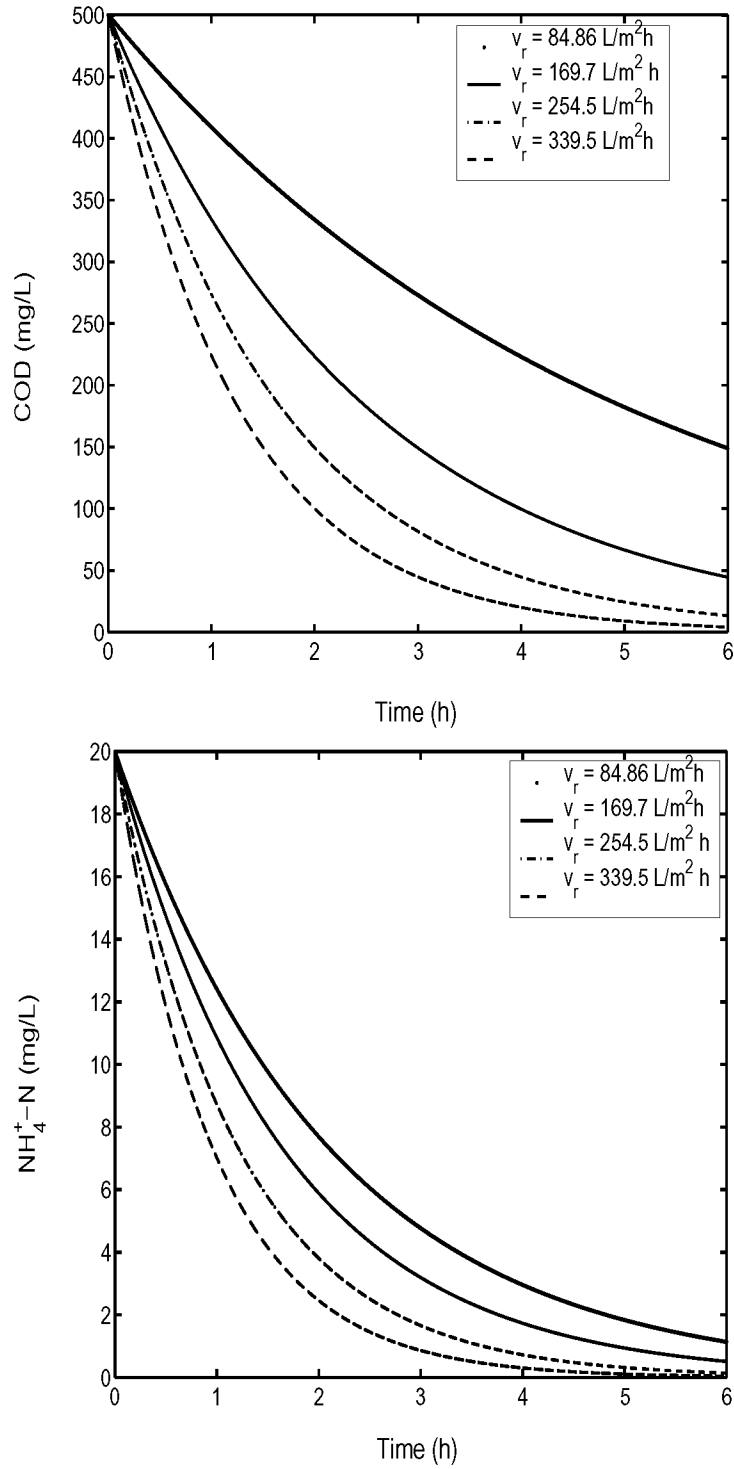 500
450
400
350
300
250
200
150
100
50
0
COD (mg/L)
v_r = 84.86 L/m²h
v_r = 169.7 L/m² h
v_r = 254.5 L/m²h
v_r = 339.5 L/m²h
0 1 2 3 4 5 6
Time (h)
20
18
16
14
12
10
8
6
4
2
0
NH₄⁺−N (mg/L)
v_r = 84.86 L/m²h
v_r = 169.7 L/m²h
v_r = 254.5 L/m² h
v_r = 339.5 L/m² h
0 1 2 3 4 5 6
Time (h)